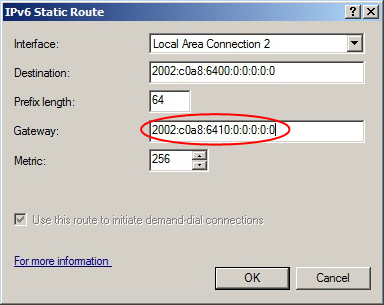 IPv6 Static Route
Interface: Local Area Connection 2
Destination: 2002:c0a8:6400:0:0:0:0:0
Prefix length: 64
Gateway: 2002:c0a8:6410:0:0:0:0:0
Metric: 256
Use this route to initiate demand-dial connections
For more information
OK Cancel